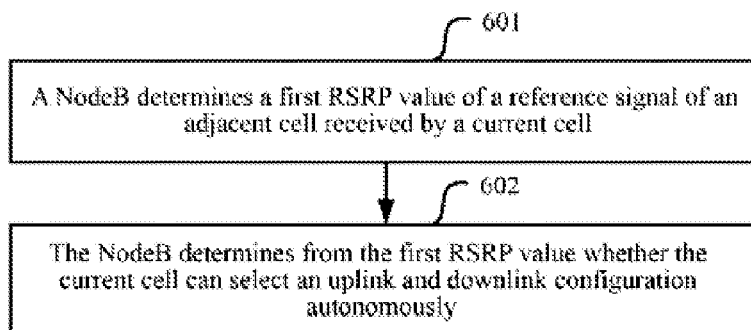 601
A NodeB determines a first RSRP value of a reference signal of an
adjacent cell received by a current cell
602
The NodeB determines from the first RSRP value whether the
current cell can select an uplink and downlink configuration
autonomously